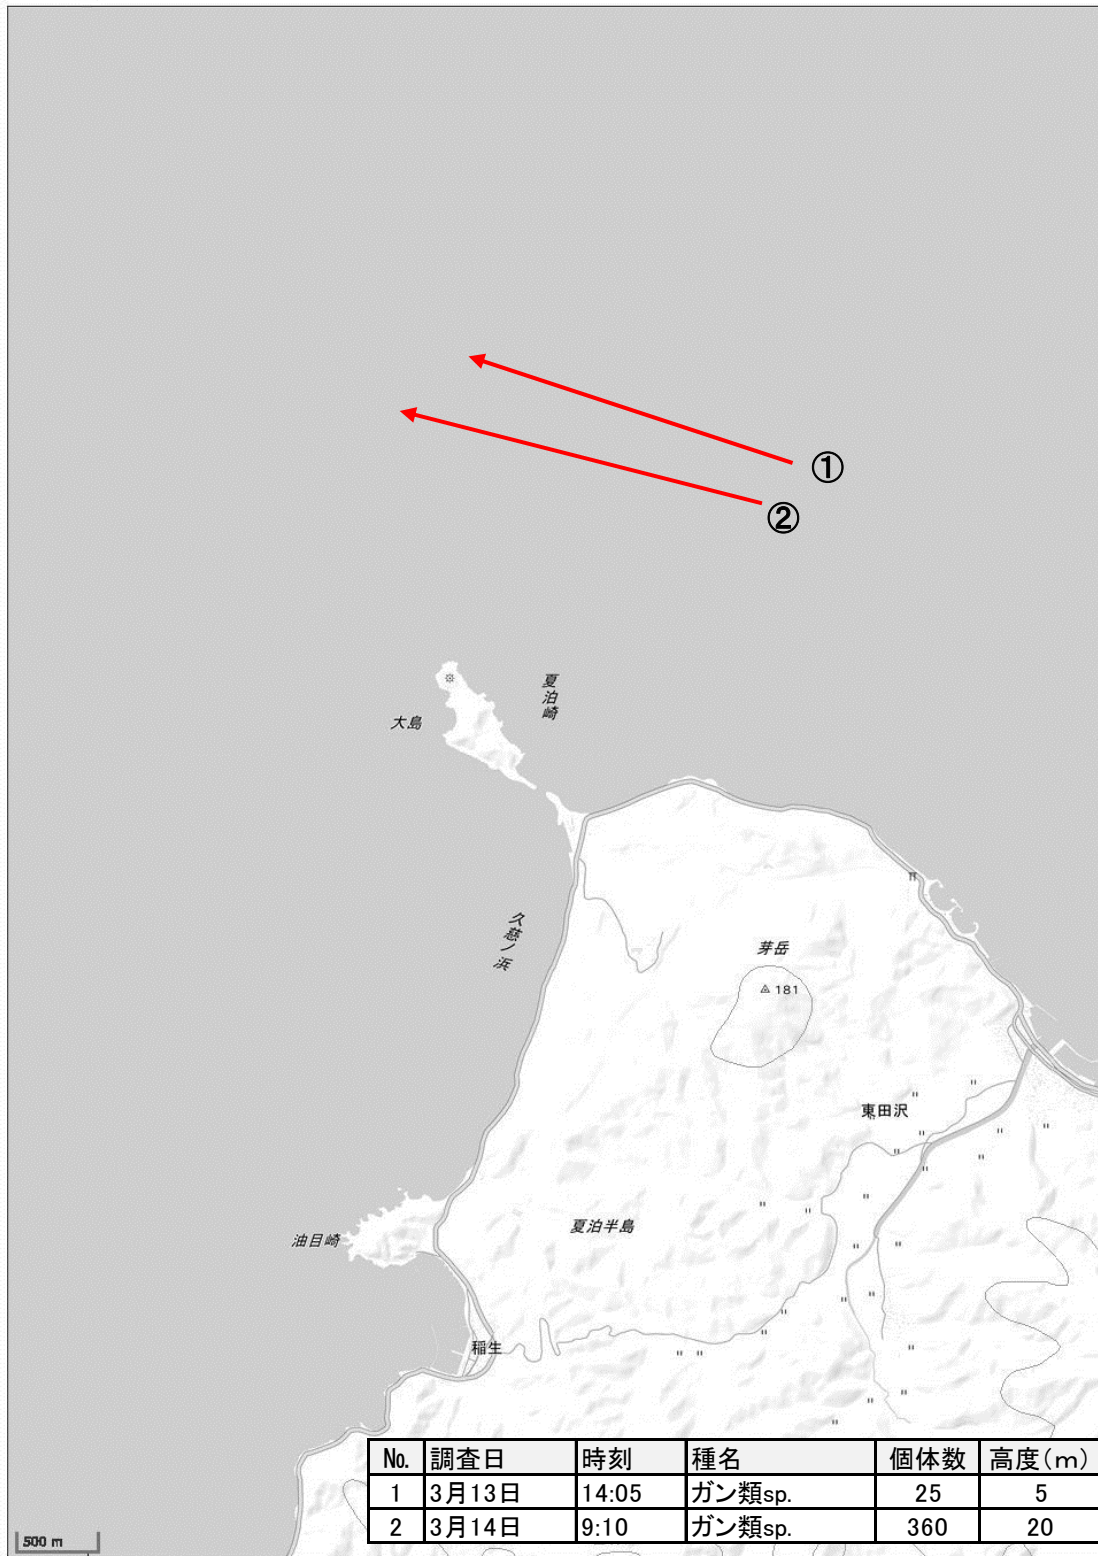 ①
②
夏泊崎
大島
久慈ノ浜
芽岳
181
東田沢
夏泊半島
油目崎
稲生
No. 調査日 時刻 種名 個体数 高度(m)
1 3月13日 14:05 ガン類sp. 25 5
2 3月14日 9:10 ガン類sp. 360 20
500 m